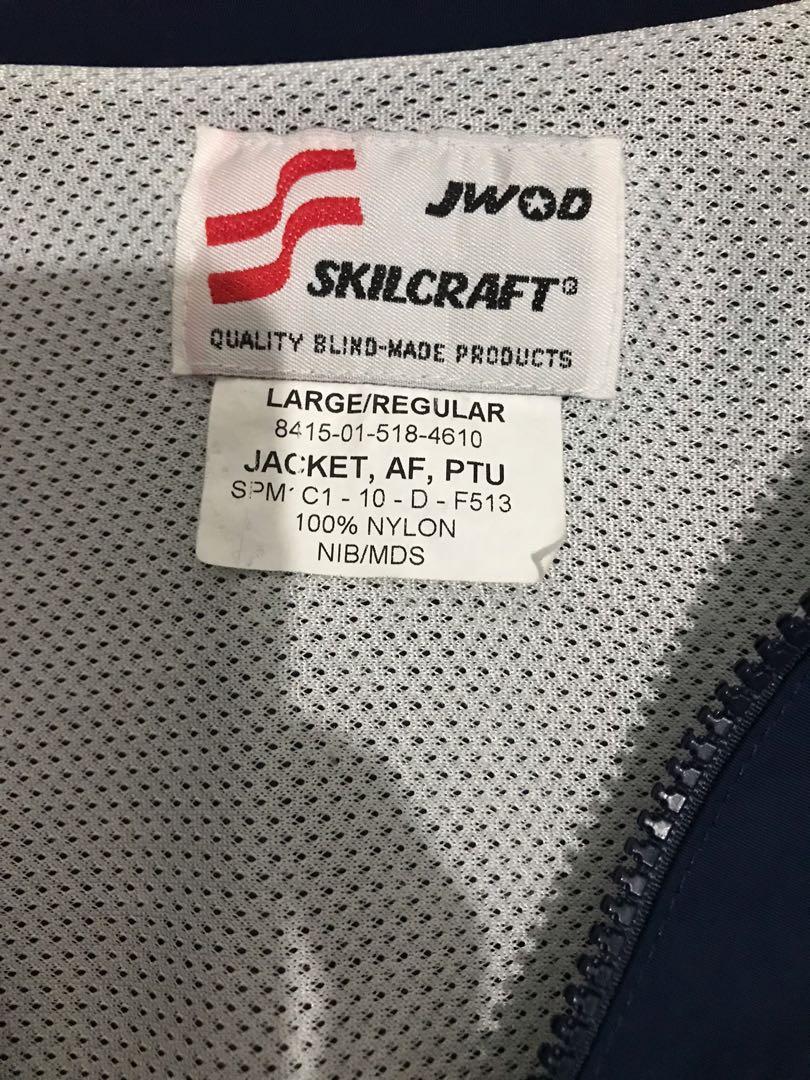 JWOD
SKILCRAFT®
QUALITY BLIND-MADE PRODUCTS
LARGE/REGULAR
8415-01-518-4610
JACKET, AF, PTU
SPM1C1 - 10 - D - F513
100% NYLON
NIB/MDS